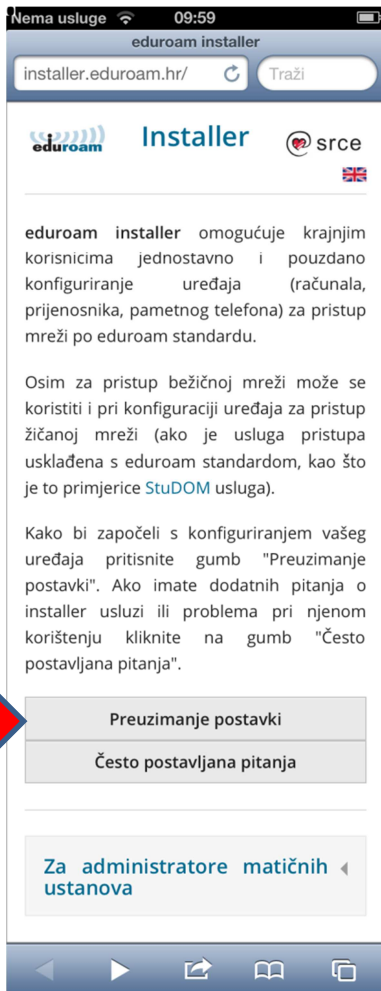 Nema usluge 09:59
eduroam installer
installer.eduroam.hr/ Traži
eduroam Installer srce
eduroam installer omogućuje krajnjim
korisnicima jednostavno i pouzdano
konfiguriranje uređaja (računala,
prijenosnika, pametnog telefona) za pristup
mreži po eduroam standardu.
Osim za pristup bežičnoj mreži može se
koristiti i pri konfiguraciji uređaja za pristup
žičanoj mreži (ako je usluga pristupa
usklađena s eduroam standardom, kao što
je to primjerice StuDOM usluga).
Kako bi započeli s konfiguriranjem vašeg
uređaja pritisnite gumb "Preuzimanje
postavki". Ako imate dodatnih pitanja o
installer usluzi ili problema pri njenom
korištenju kliknite na gumb "Često
postavljana pitanja".
Preuzimanje postavki
Često postavljana pitanja
Za administratore matičnih
ustanova